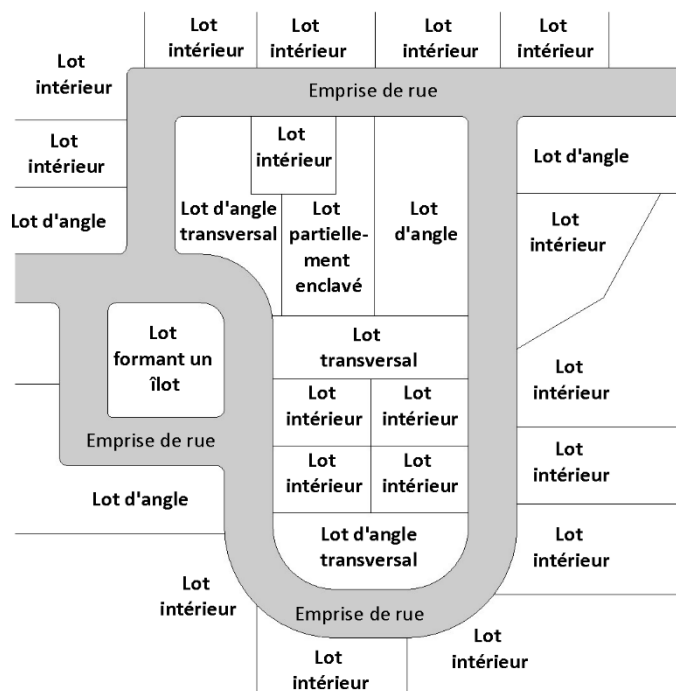 Lot
intérieur
Lot
intérieur
Lot
intérieur
Lot
intérieur
Lot
intérieur
Emprise de rue
Lot
intérieur
Lot
intérieur
Lot d'angle
Lot d'angle
Lot d'angle
transversal
Lot
partielle-
ment
enclavé
Lot
d'angle
Lot
intérieur
Lot
formant un
îlot
Lot
transversal
Lot
intérieur
Lot
intérieur
Lot
intérieur
Emprise de rue
Lot
intérieur
Lot
intérieur
Lot
intérieur
Lot d'angle
Lot d'angle
transversal
Lot
intérieur
Lot
intérieur
Emprise de rue
Lot
intérieur
Lot
intérieur